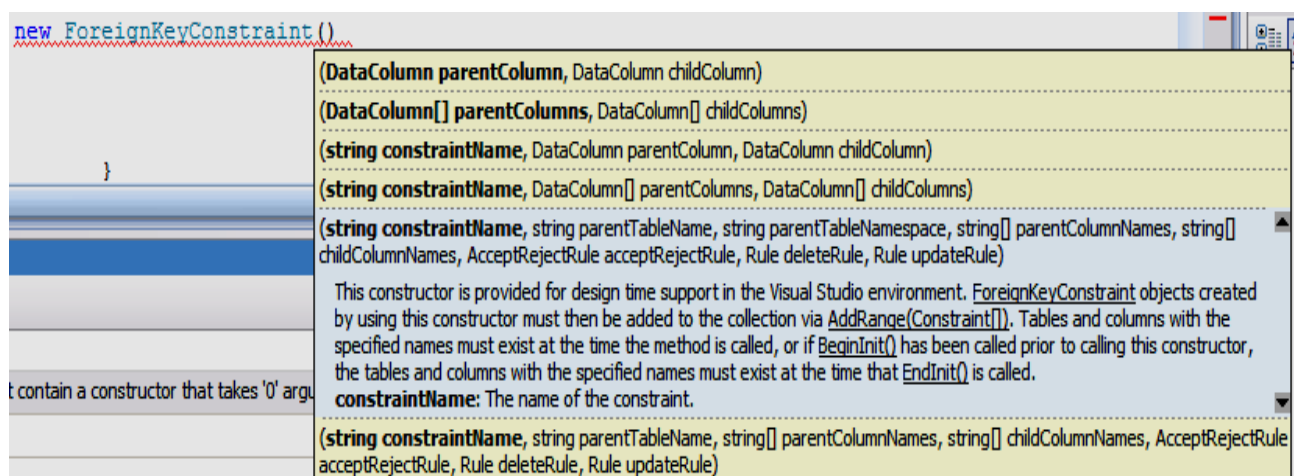 new ForeignKeyConstraint()
(DataColumn parentColumn, DataColumn childColumn)
(DataColumn[] parentColumns, DataColumn[] childColumns)
(string constraintName, DataColumn parentColumn, DataColumn childColumn)
}
(string constraintName, DataColumn[] parentColumns, DataColumn[] childColumns)
(string constraintName, string parentTableName, string parentTableNamespace, string[] parentColumnNames, string[]
childColumnNames, AcceptRejectRule acceptRejectRule, Rule deleteRule, Rule updateRule)
This constructor is provided for design time support in the Visual Studio environment. ForeignKeyConstraint objects created
by using this constructor must then be added to the collection via AddRange(Constraint[]). Tables and columns with the
specified names must exist at the time the method is called, or if BeginInit() has been called prior to calling this constructor,
the tables and columns with the specified names must exist at the time that EndInit() is called.
t contain a constructor that takes '0' argu
constraintName: The name of the constraint.
(string constraintName, string parentTableName, string[] parentColumnNames, string[] childColumnNames, AcceptRejectRule
acceptRejectRule, Rule deleteRule, Rule updateRule)